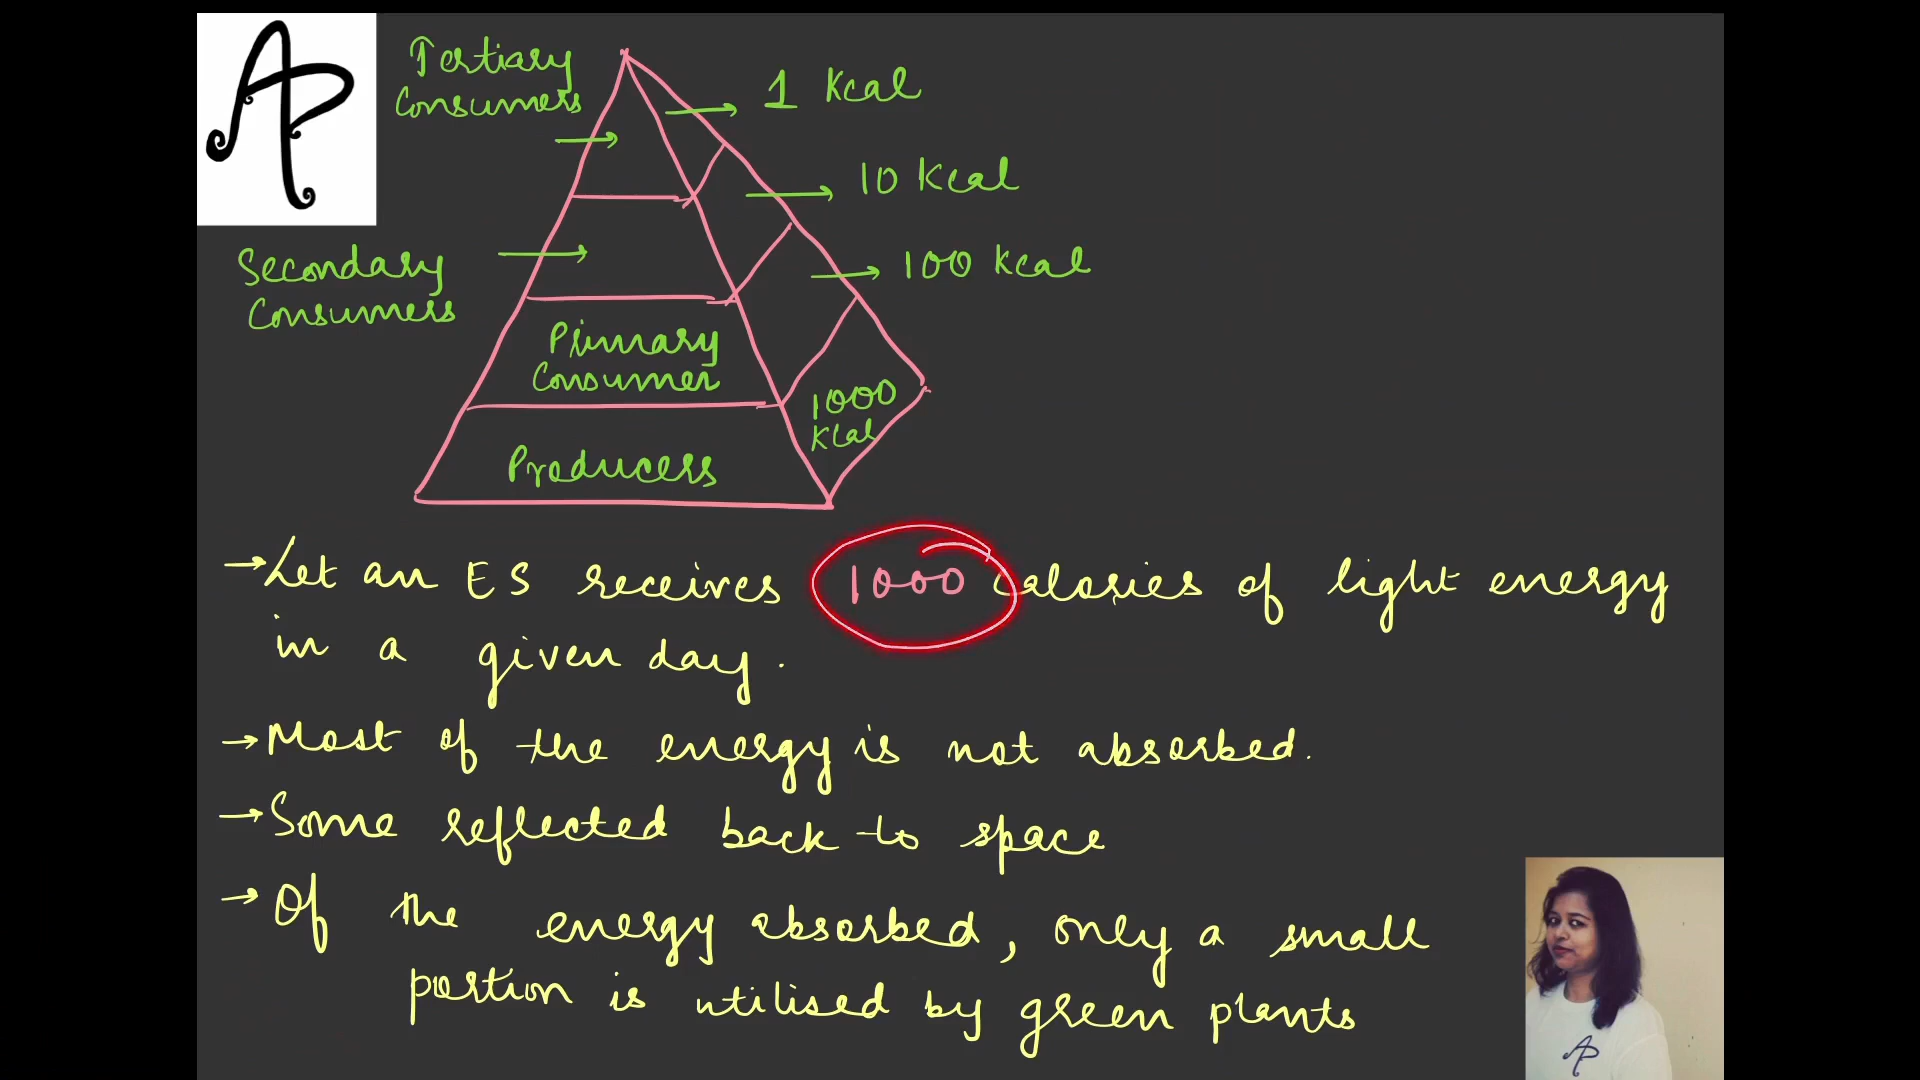 AP
Tertiary
Consumers
1 Kcal
10 Kcal
Secondary
Consumers
100 Kcal
Primary
Consumer
1000
Kcal
Producers
→Let an ES receives 1000 calories of light energy
in a given day.
→Most of the energy is not absorbed.
→Some reflected back to space
→Of the energy absorbed, only a small
portion is utilised by green plants
AP